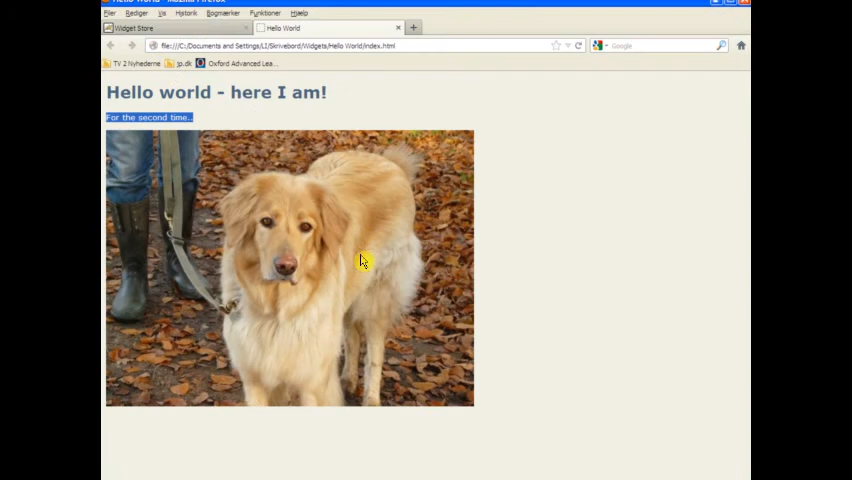 Hello World - Mozilla Firefox
Filer Rediger Vis Historik Bogmærker Funktioner Hjælp
Widget Store × Hello World × +
file:///C:/Documents and Settings/LI/Skrivebord/Widgets/Hello World/index.html Google
TV 2 Nyhederne jp.dk Oxford Advanced Lea...
Hello world - here I am!
For the second time...